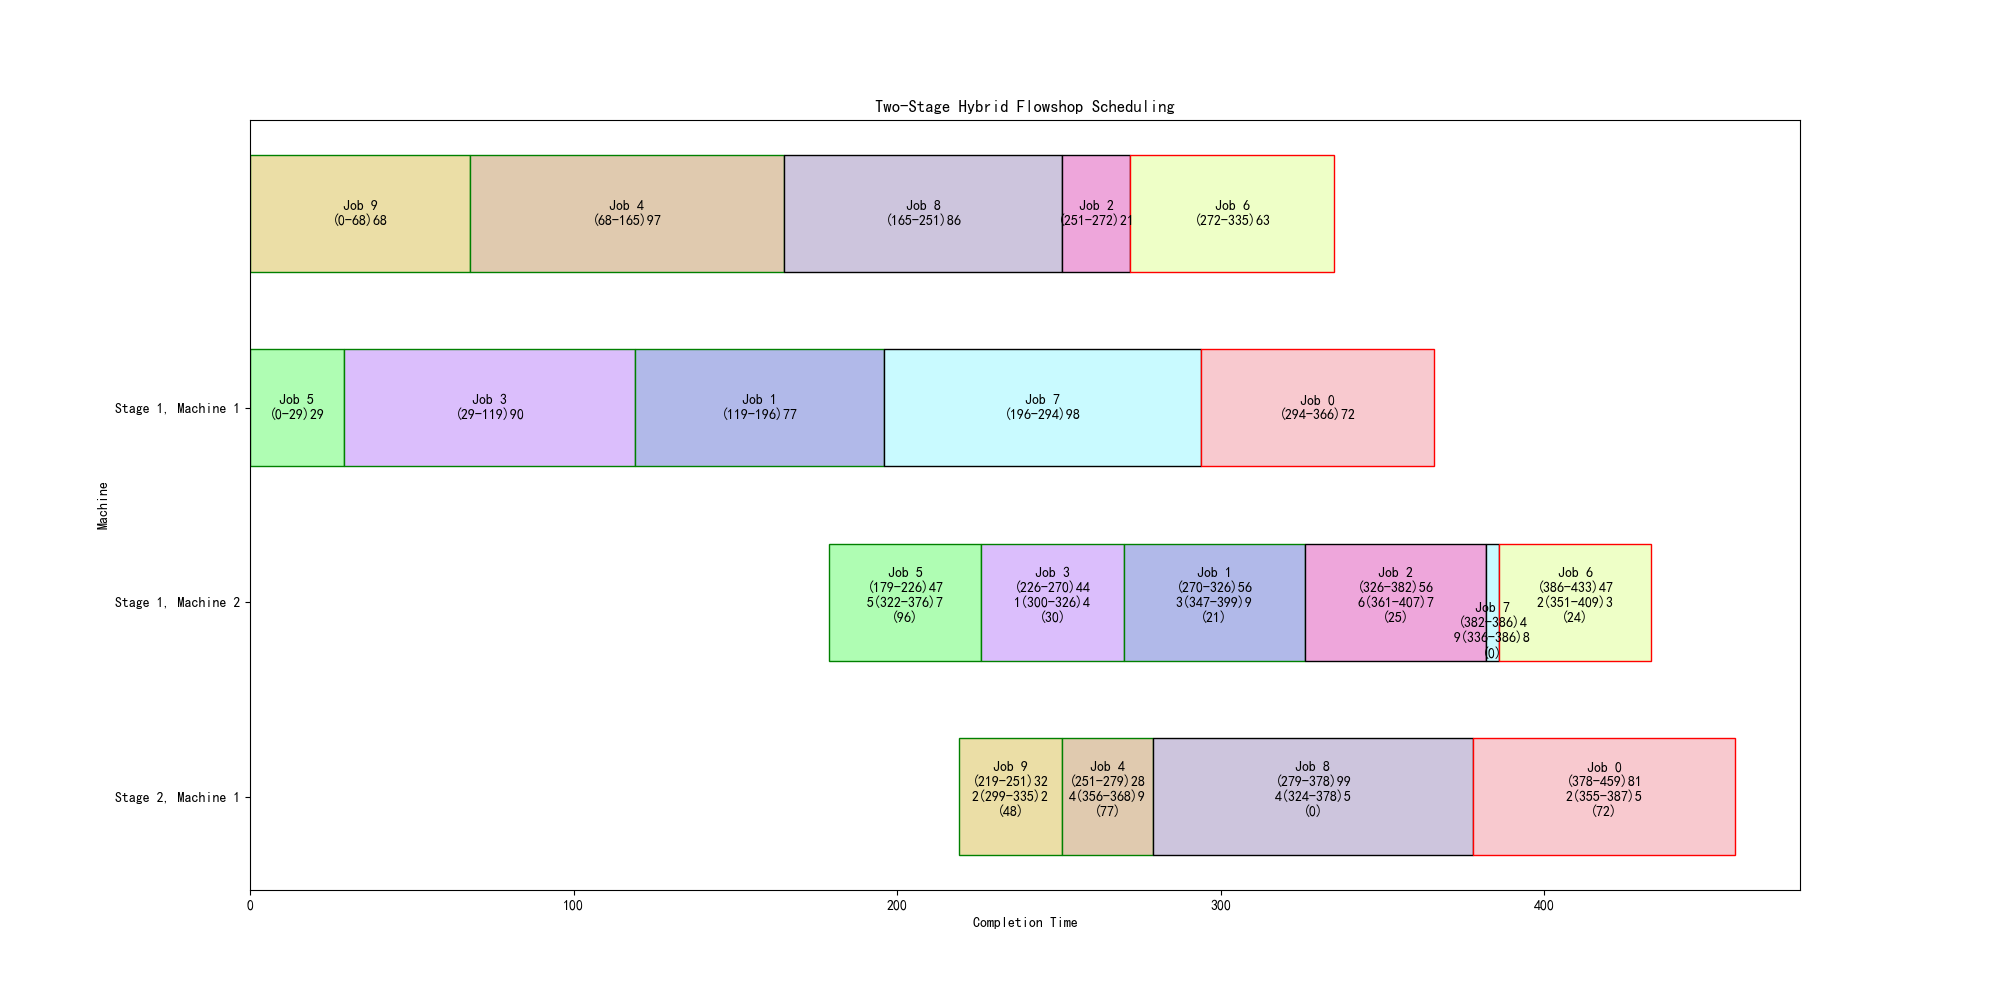 Two-Stage Hybrid Flowshop Scheduling
Job 9
(0-68)68
Job 4
(68-165)97
Job 8
(165-251)86
Job 2
(251-272)21
Job 6
(272-335)63
Stage 1, Machine 1
Job 5
(0-29)29
Job 3
(29-119)90
Job 1
(119-196)77
Job 7
(196-294)98
Job 0
(294-366)72
Machine
Stage 1, Machine 2
Job 5
(179-226)47
5(322-376)7
(96)
Job 3
(226-270)44
1(300-326)4
(30)
Job 1
(270-326)56
3(347-399)9
(21)
Job 2
(326-382)56
6(361-407)7
(25)
Job 7
(382-386)4
9(336-386)8
(0)
Job 6
(386-433)47
2(351-409)3
(24)
Stage 2, Machine 1
Job 9
(219-251)32
2(299-335)2
(48)
Job 4
(251-279)28
4(356-368)9
(77)
Job 8
(279-378)99
4(324-378)5
(0)
Job 0
(378-459)81
2(355-387)5
(72)
0
100
200
300
400
Completion Time